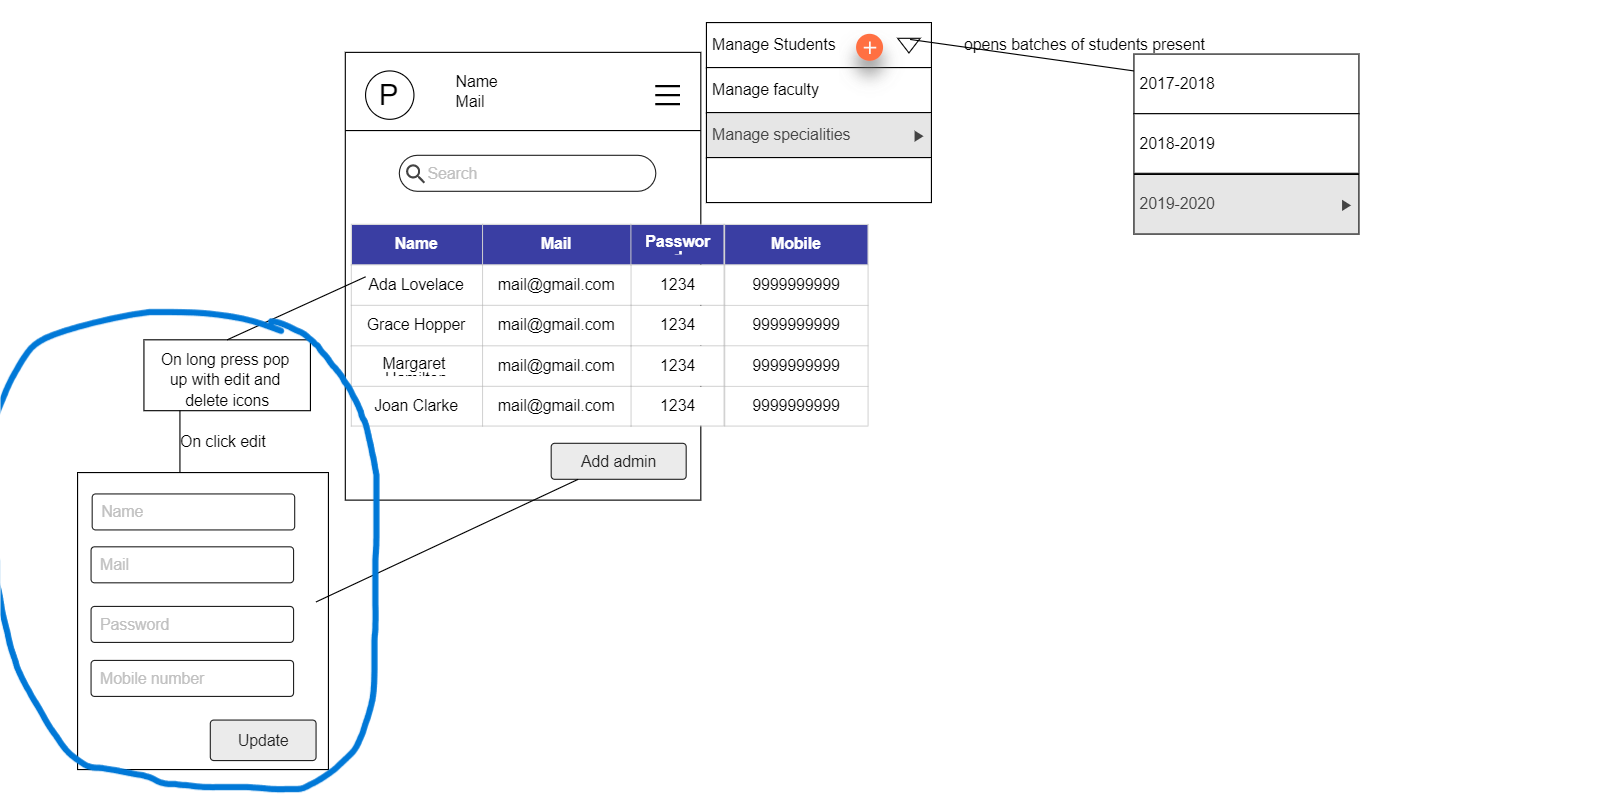 Manage Students
opens batches of students present
Manage faculty
Manage specialities
2017-2018
2018-2019
2019-2020
P
Name
Mail
Search
Name Mail Passwor Mobile
Ada Lovelace mail@gmail.com 1234 9999999999
Grace Hopper mail@gmail.com 1234 9999999999
Margaret
mail@gmail.com 1234 9999999999
Joan Clarke mail@gmail.com 1234 9999999999
Add admin
On long press pop
up with edit and
delete icons
On click edit
Name
Mail
Password
Mobile number
Update